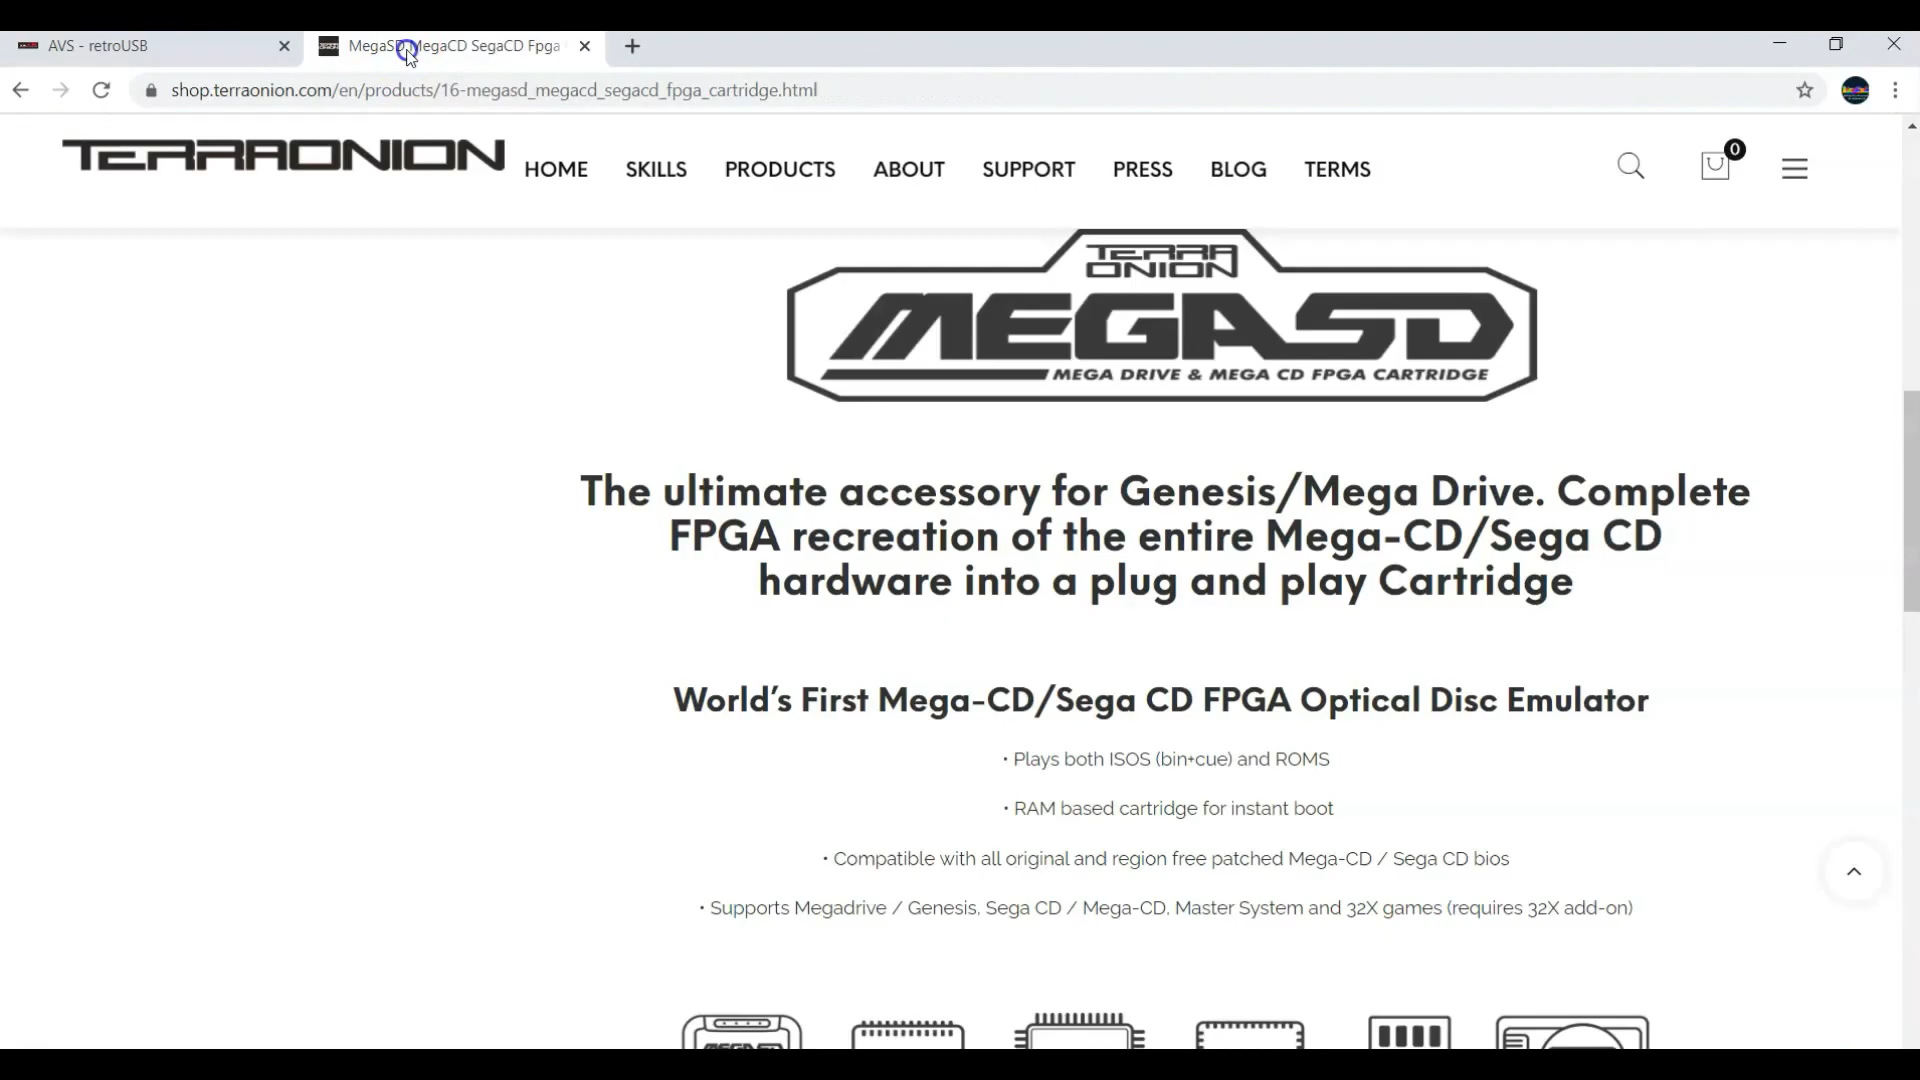 AVS - retroUSB
MegaSD MegaCD SegaCD Fpga
shop.terraonion.com/en/products/16-megasd_megacd_segacd_fpga_cartridge.html
TERRAONION
HOME SKILLS PRODUCTS ABOUT SUPPORT PRESS BLOG TERMS
0
TERRA
ONION
MEGASD
MEGA DRIVE & MEGA CD FPGA CARTRIDGE
The ultimate accessory for Genesis/Mega Drive. Complete
FPGA recreation of the entire Mega-CD/Sega CD
hardware into a plug and play Cartridge
World's First Mega-CD/Sega CD FPGA Optical Disc Emulator
• Plays both ISOS (bin+cue) and ROMS
• RAM based cartridge for instant boot
• Compatible with all original and region free patched Mega-CD / Sega CD bios
• Supports Megadrive / Genesis, Sega CD / Mega-CD, Master System and 32X games (requires 32X add-on)
MEGASD